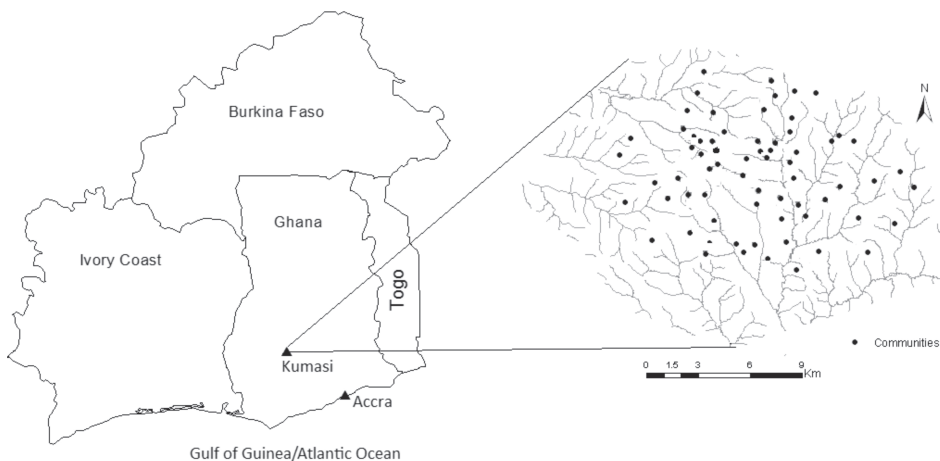 Burkina Faso
Ghana
Ivory Coast
Togo
Kumasi
Accra
Gulf of Guinea/Atlantic Ocean
N
Communities
0 1.5 3 6 9
Km